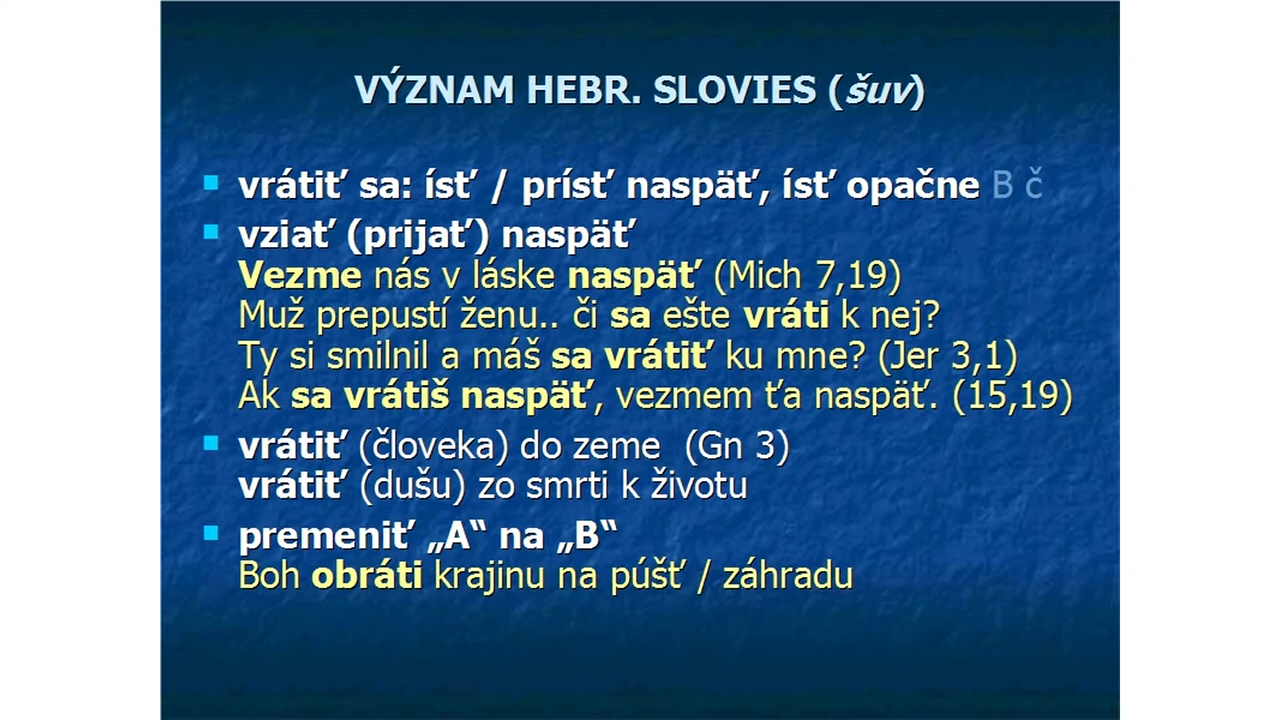 VÝZNAM HEBR. SLOVIES (šuv)
vrátiť sa: ísť / prísť naspäť, ísť opačne B č
vziať (prijať) naspäť
Vezme nás v láske naspäť (Mich 7,19)
Muž prepustí ženu.. či sa ešte vráti k nej?
Ty si smilnil a máš sa vrátiť ku mne? (Jer 3,1)
Ak sa vrátiš naspäť, vezmem ťa naspäť. (15,19)
vrátiť (človeka) do zeme (Gn 3)
vrátiť (dušu) zo smrti k životu
premeniť „A“ na „B“
Boh obráti krajinu na púšť / záhradu